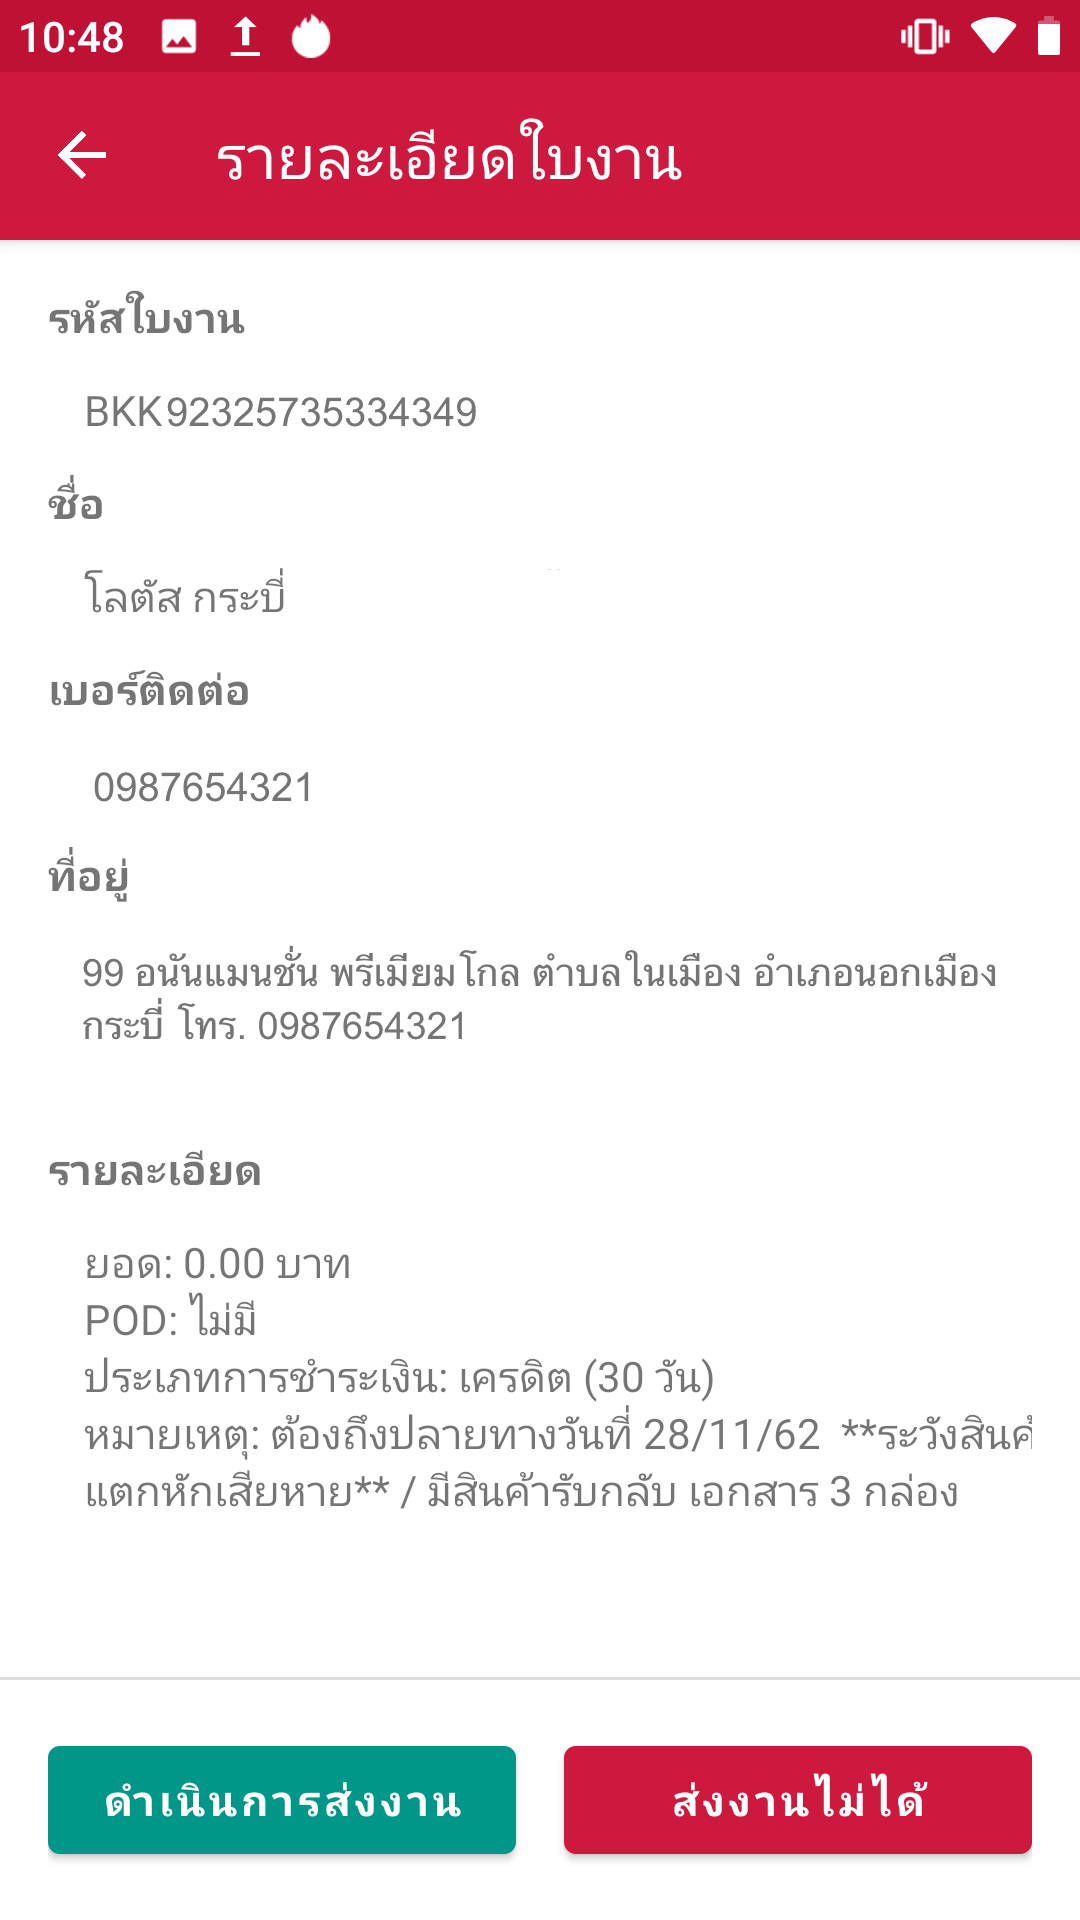 10:48
รายละเอียดใบงาน
รหัสใบงาน
BKK92325735334349
ชื่อ
โลตัส กระบี่
เบอร์ติดต่อ
0987654321
ที่อยู่
99 อนันแมนชั่น พรีเมียมโกล ตำบลในเมือง อำเภอนอกเมือง
กระบี่ โทร. 0987654321
รายละเอียด
ยอด: 0.00 บาท
POD: ไม่มี
ประเภทการชำระเงิน: เครดิต (30 วัน)
หมายเหตุ: ต้องถึงปลายทางวันที่ 28/11/62 **ระวังสินค้
แตกหักเสียหาย** / มีสินค้ารับกลับ เอกสาร 3 กล่อง
ดำเนินการส่งงาน
ส่งงานไม่ได้